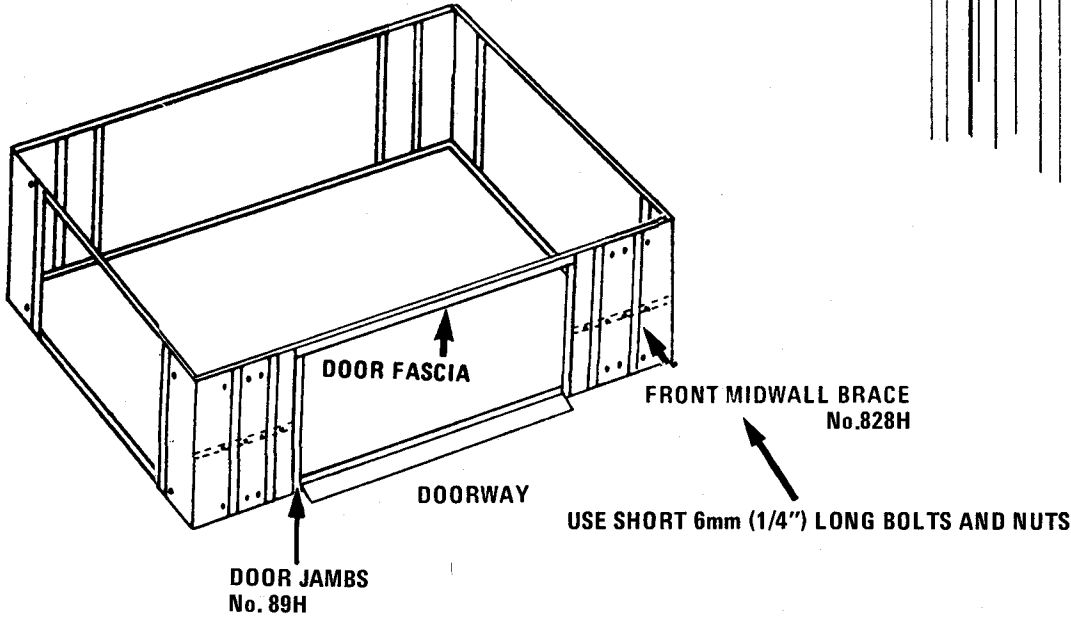 DOOR FASCIA
FRONT MIDWALL BRACE
No.828H
DOORWAY
USE SHORT 6mm (1/4") LONG BOLTS AND NUTS
DOOR JAMBS
No. 89H